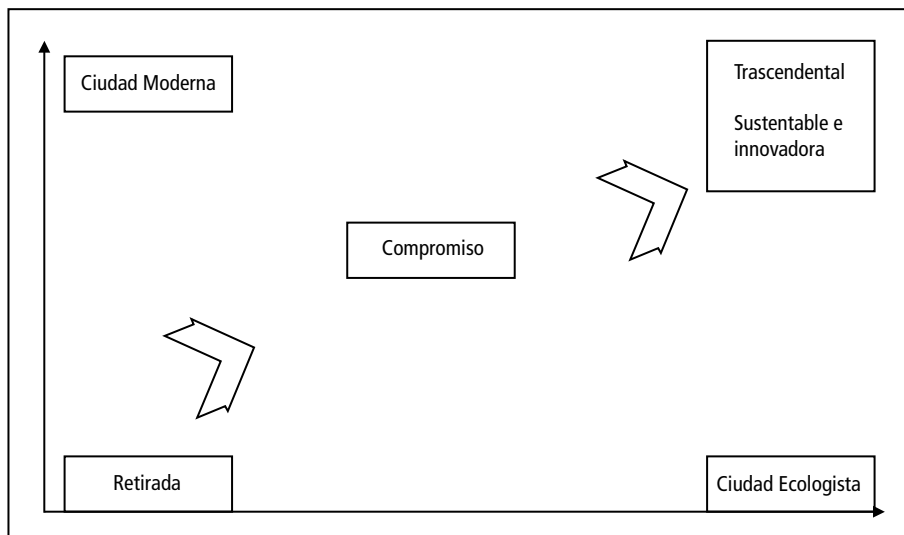 Ciudad Moderna
Trascendental
Sustentable e
innovadora
Compromiso
Retirada
Ciudad Ecologista